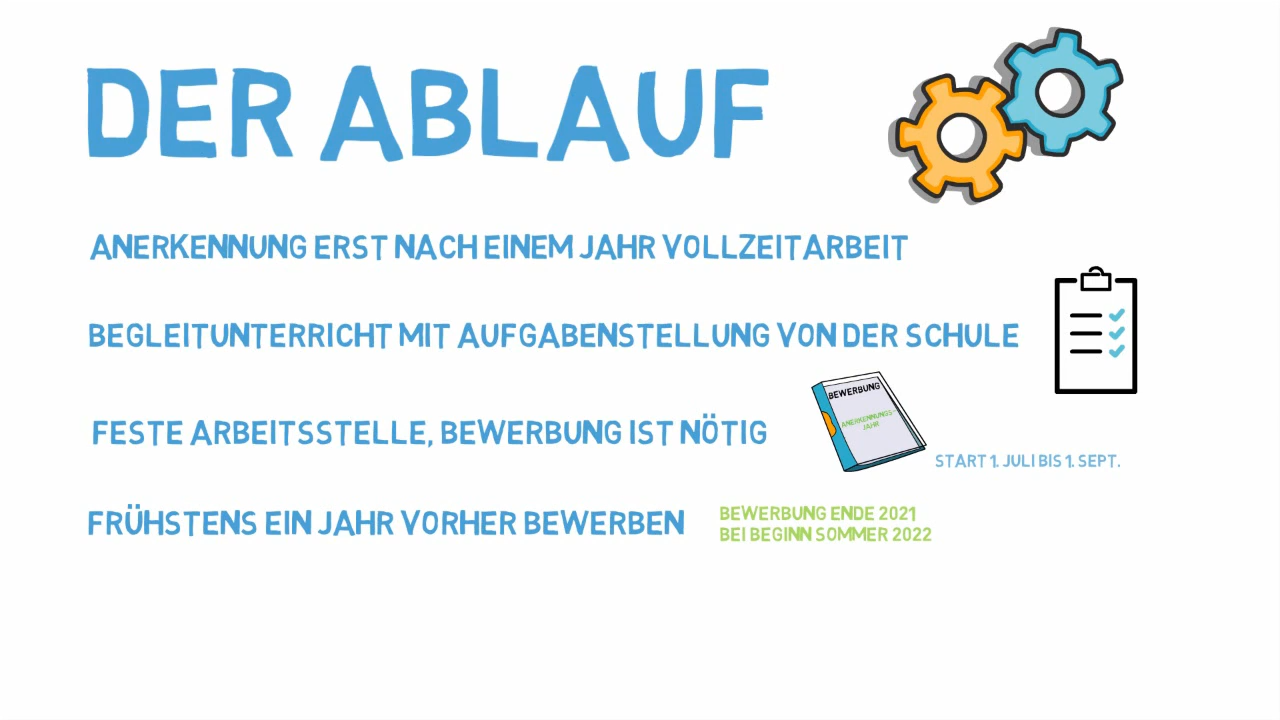 DER ABLAUF
ANERKENNUNG ERST NACH EINEM JAHR VOLLZEITARBEIT
BEGLEITUNTERRICHT MIT AUFGABENSTELLUNG VON DER SCHULE
BEWERBUNG
ANERKENNUNGS-
JAHR
FESTE ARBEITSSTELLE, BEWERBUNG IST NÖTIG
START 1. JULI BIS 1. SEPT.
FRÜHSTENS EIN JAHR VORHER BEWERBEN
BEWERBUNG ENDE 2021
BEI BEGINN SOMMER 2022